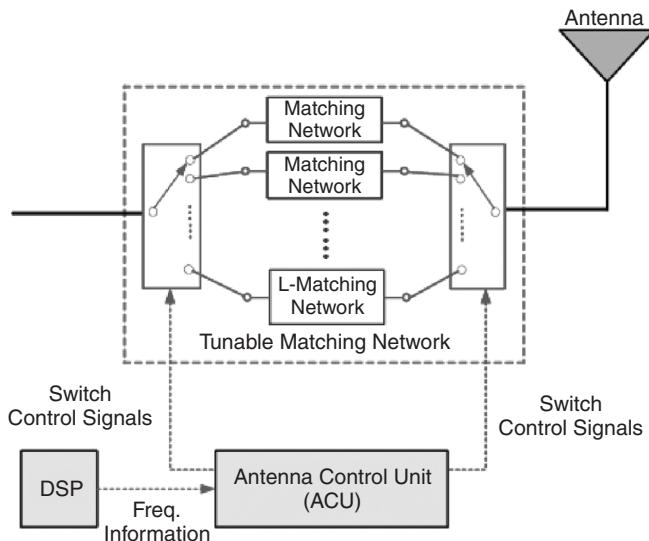 Antenna
Matching
Network
Matching
Network
L-Matching
Network
Tunable Matching Network
Switch
Control Signals
Switch
Control Signals
DSP
Freq.
Information
Antenna Control Unit
(ACU)